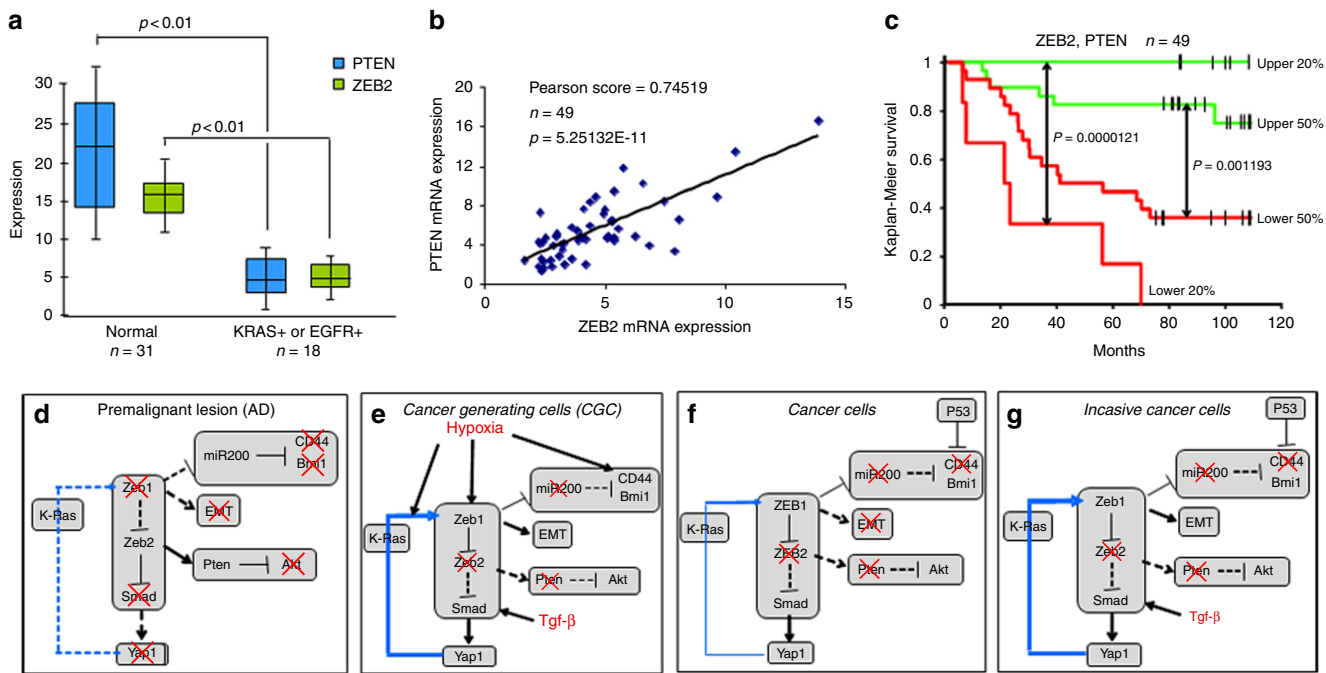 a
p < 0.01
PTEN
ZEB2
p < 0.01
Expression
30
25
20
15
10
5
0
Normal
n = 31
KRAS+ or EGFR+
n = 18
b
Pearson score = 0.74519
n = 49
p = 5.25132E-11
PTEN mRNA expression
20
16
12
8
4
0
0
5
10
15
ZEB2 mRNA expression
c
ZEB2, PTEN n = 49
Kaplan-Meier survival
1
0.8
0.6
0.4
0.2
0
Upper 20%
Upper 50%
P = 0.0000121
P = 0.001193
Lower 50%
Lower 20%
0
20
40
60
80
100
120
Months
d
Premalignant lesion (AD)
miR200
CD44
Bmi1
Zeb1
EMT
K-Ras
Zeb2
Pten
Akt
Smad
Yap1
e
Cancer generating cells (CGC)
Hypoxia
miR200
CD44
Bmi1
Zeb1
EMT
K-Ras
Zeb2
Pten
Akt
Smad
Tgf-β
Yap1
f
Cancer cells
P53
miR200
CD44
Bmi1
ZEB1
EMT
K-Ras
ZEB2
Pten
Akt
Smad
Yap1
g
Incasive cancer cells
P53
miR200
CD44
Bmi1
Zeb1
EMT
K-Ras
Zeb2
Pten
Akt
Smad
Tgf-β
Yap1